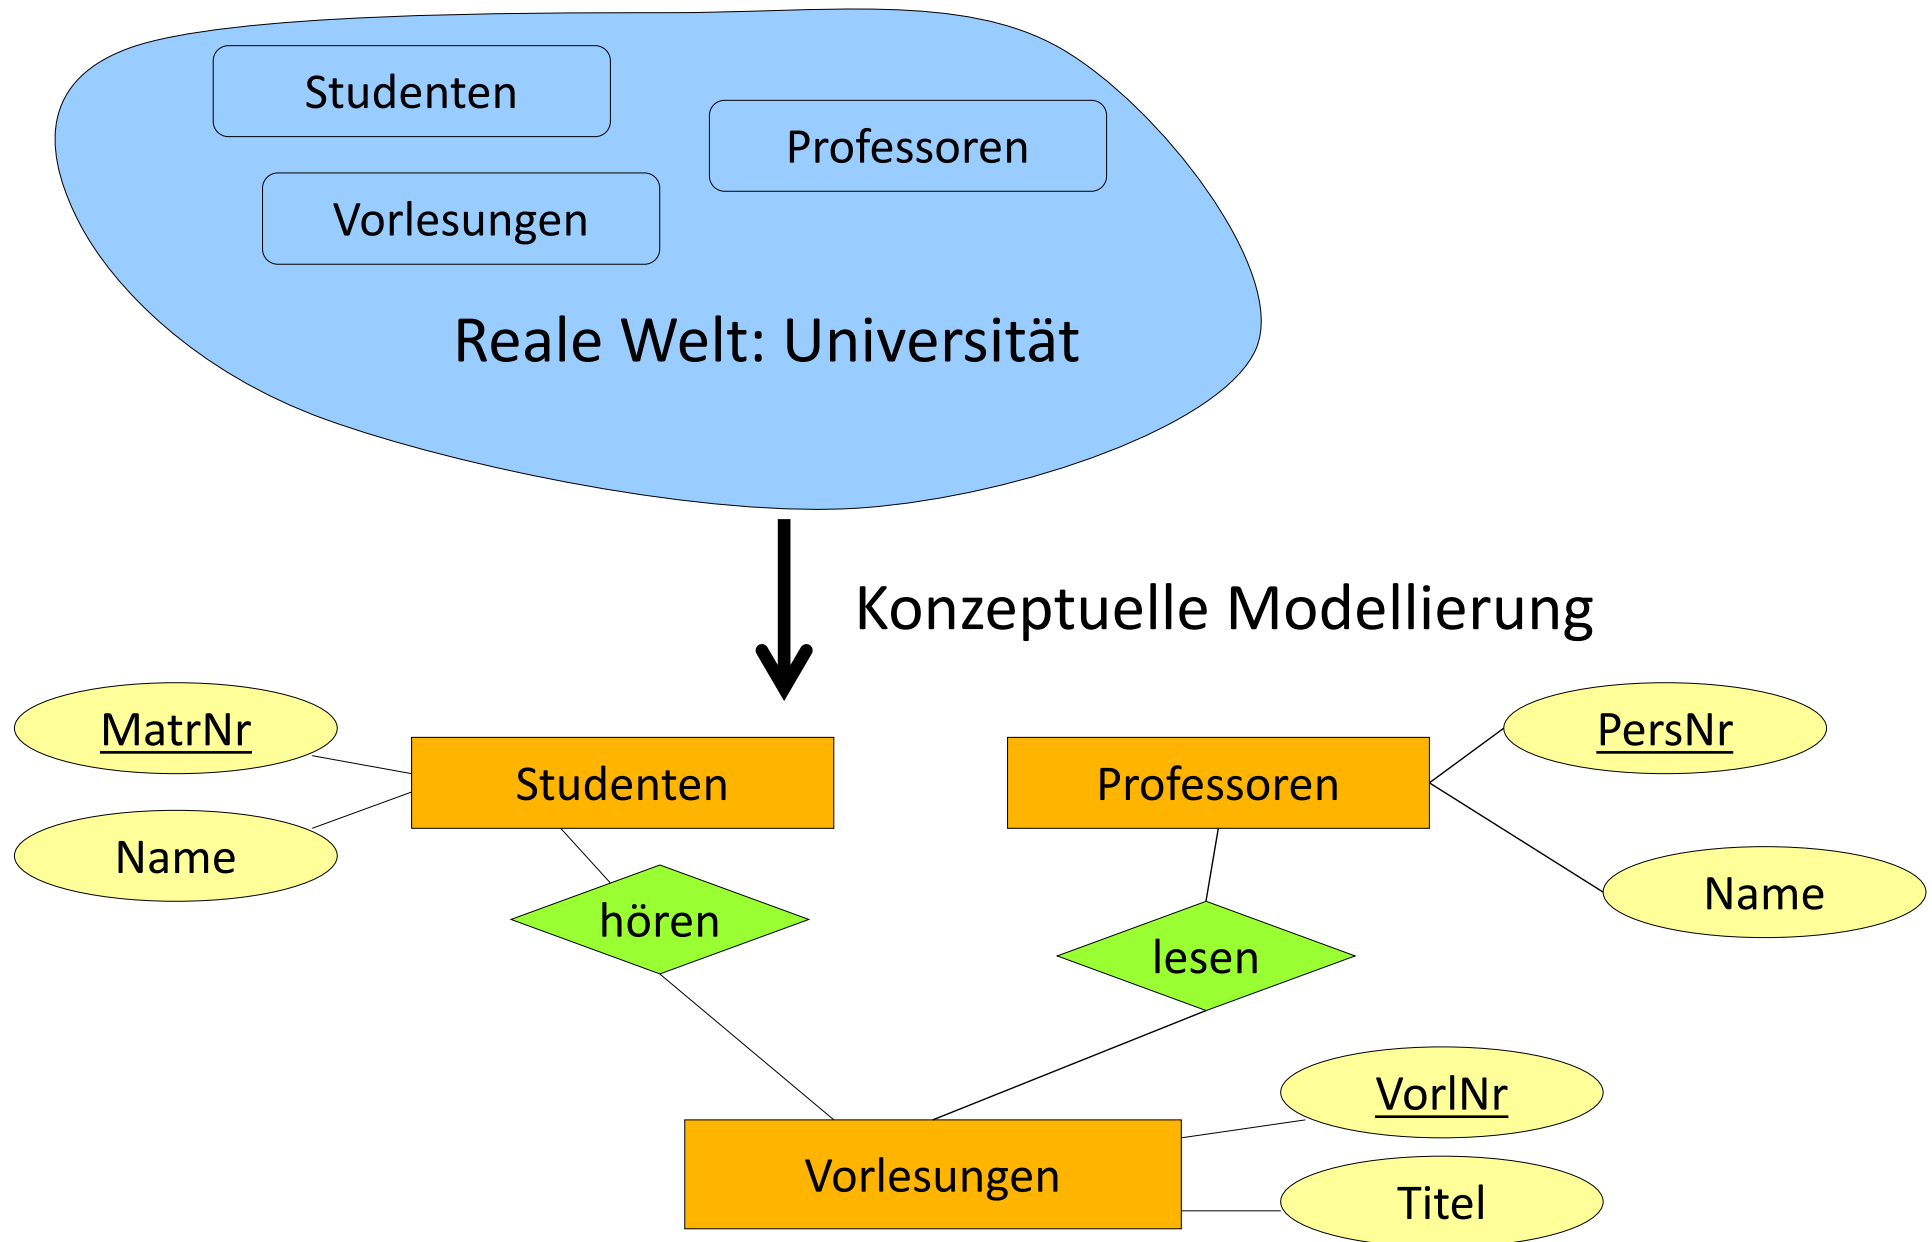 Studenten
Professoren
Vorlesungen
Reale Welt: Universität
Konzeptuelle Modellierung
MatrNr
PersNr
Studenten
Professoren
Name
Name
hören
lesen
VorlNr
Vorlesungen
Titel